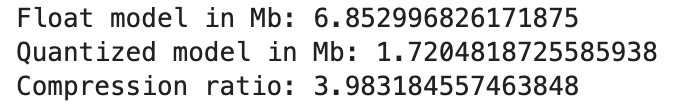 Float model in Mb: 6.852996826171875
Quantized model in Mb: 1.7204818725585938
Compression ratio: 3.983184557463848